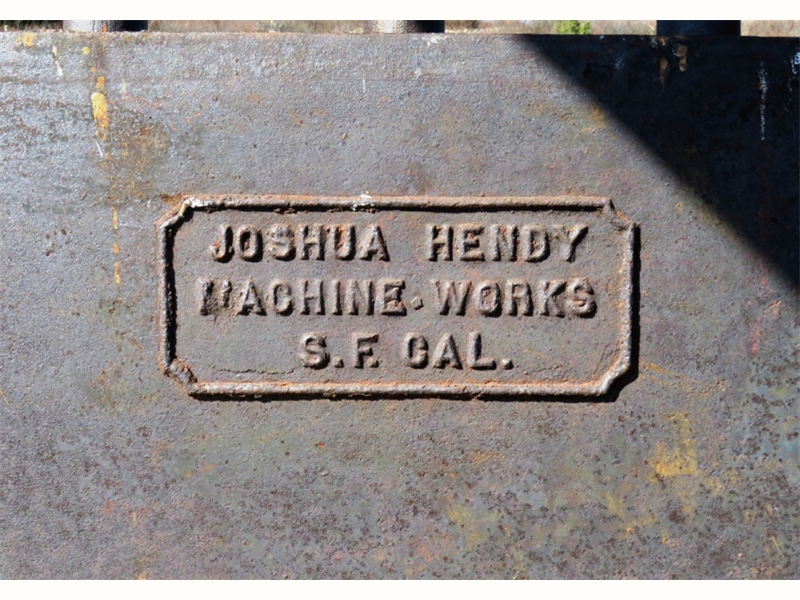 JOSHUA HENDY
MACHINE-WORKS
S.F. CAL.